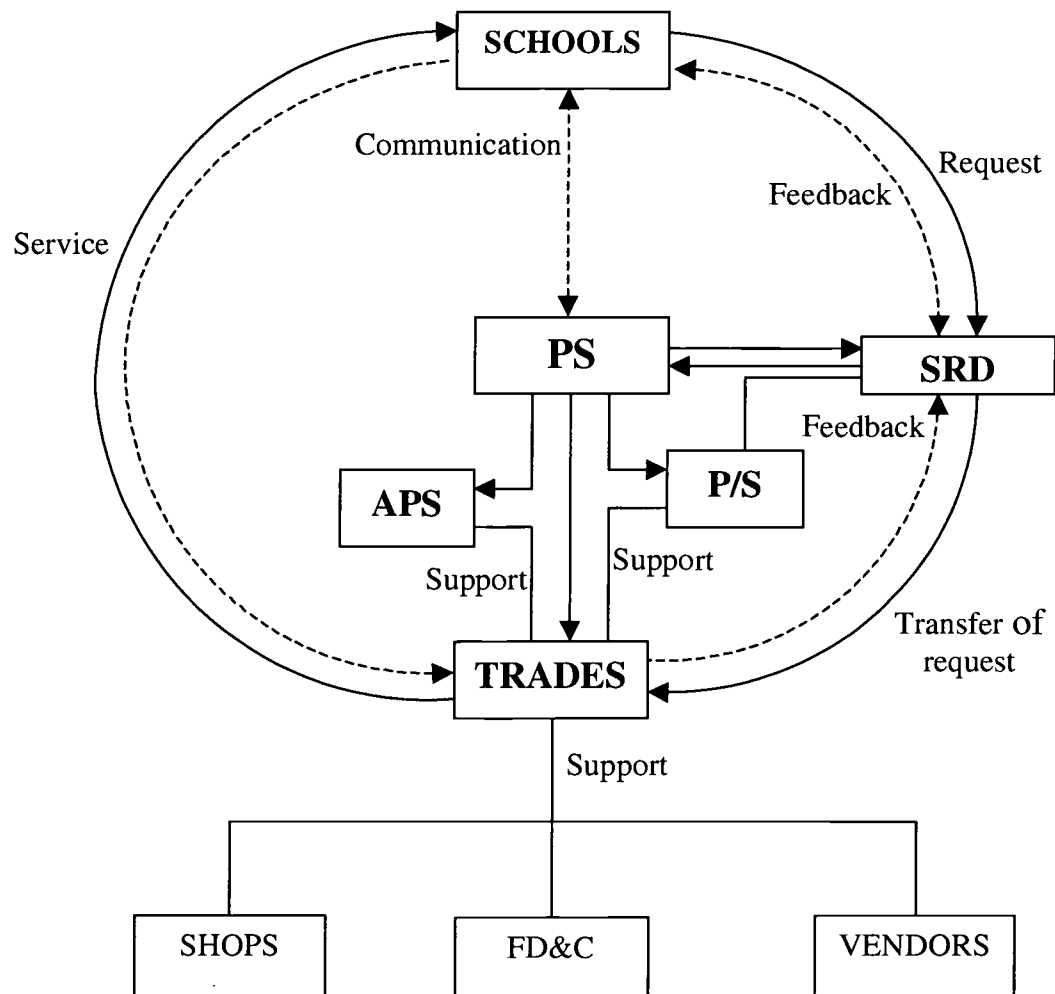 SCHOOLS
Communication
Request
Feedback
Service
PS
SRD
Feedback
APS
P/S
Support
Support
Transfer of
request
TRADES
Support
SHOPS
FD&C
VENDORS